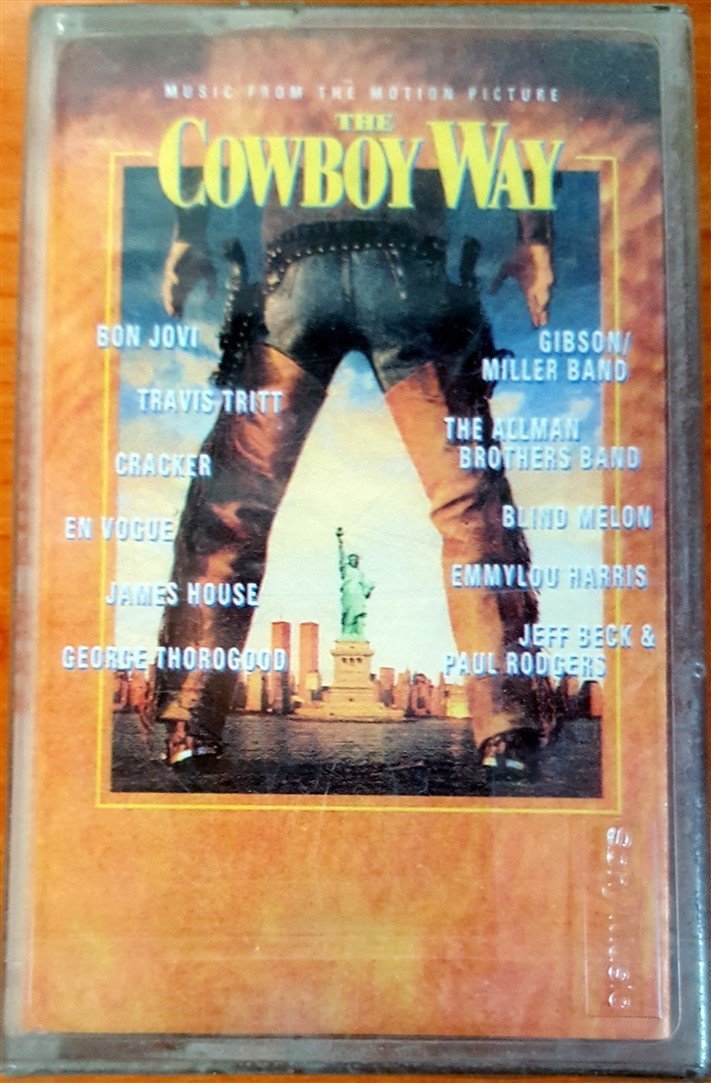 MUSIC FROM THE MOTION PICTURE
THE
COWBOY WAY
BON JOVI
TRAVIS TRITT
CRACKER
EN VOGUE
JAMES HOUSE
GEORGE THOROGOOD
GIBSON/
MILLER BAND
THE ALLMAN
BROTHERS BAND
BLIND MELON
EMMYLOU HARRIS
JEFF BECK &
PAUL RODGERS